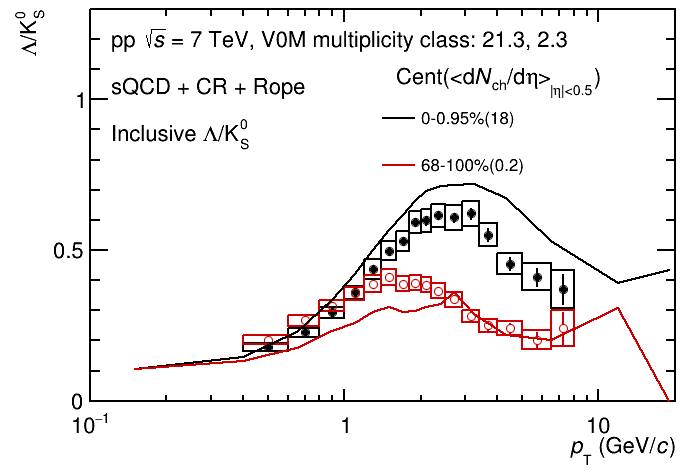 Λ/K⁰_S
pp √s = 7 TeV, V0M multiplicity class: 21.3, 2.3
sQCD + CR + Rope
Cent(<dN_ch/dη>_|η|<0.5)
0-0.95%(18)
Inclusive Λ/K⁰_S
68-100%(0.2)
1
0.5
0
10⁻¹
1
10
p_T (GeV/c)